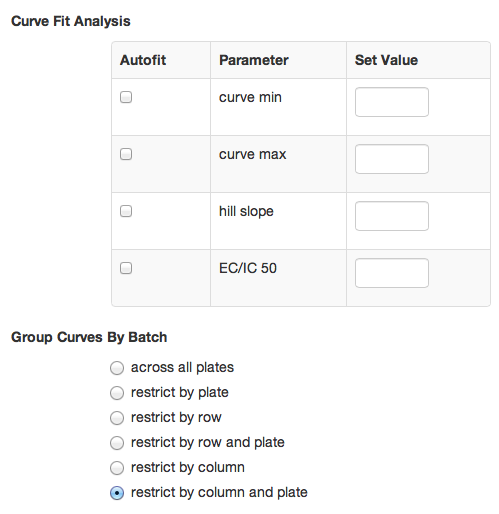 Curve Fit Analysis
Autofit Parameter Set Value
curve min
curve max
hill slope
EC/IC 50
Group Curves By Batch
across all plates
restrict by plate
restrict by row
restrict by row and plate
restrict by column
restrict by column and plate